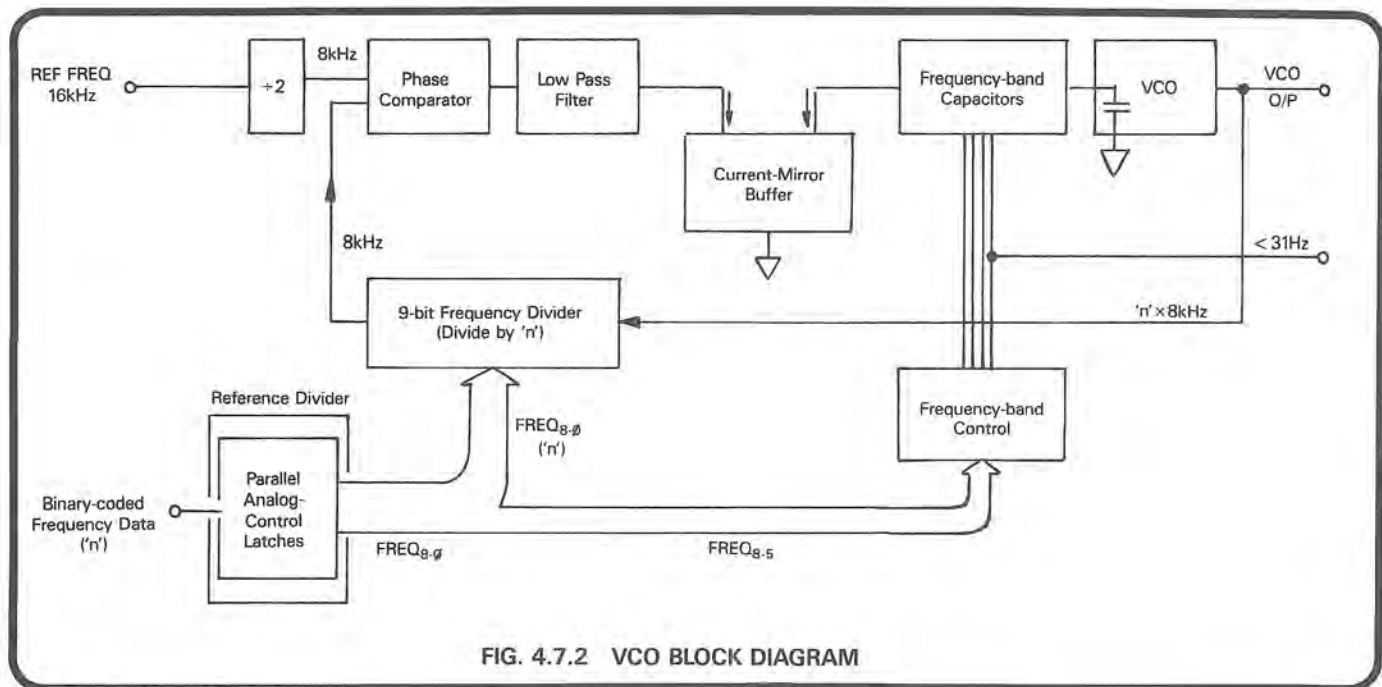 REF FREQ
16kHz
÷2
8kHz
Phase
Comparator
Low Pass
Filter
Current-Mirror
Buffer
Frequency-band
Capacitors
VCO
VCO
O/P
<31Hz
8kHz
9-bit Frequency Divider
(Divide by 'n')
'n'×8kHz
Frequency-band
Control
Reference Divider
Parallel
Analog-
Control
Latches
Binary-coded
Frequency Data
('n')
FREQ8-Ø
('n')
FREQ8-Ø
FREQ8-5
FIG. 4.7.2 VCO BLOCK DIAGRAM